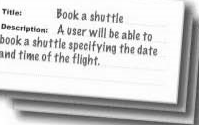 Title: Book a shuttle
Description: A user will be able to
book a shuttle specifying the date
and time of the flight.